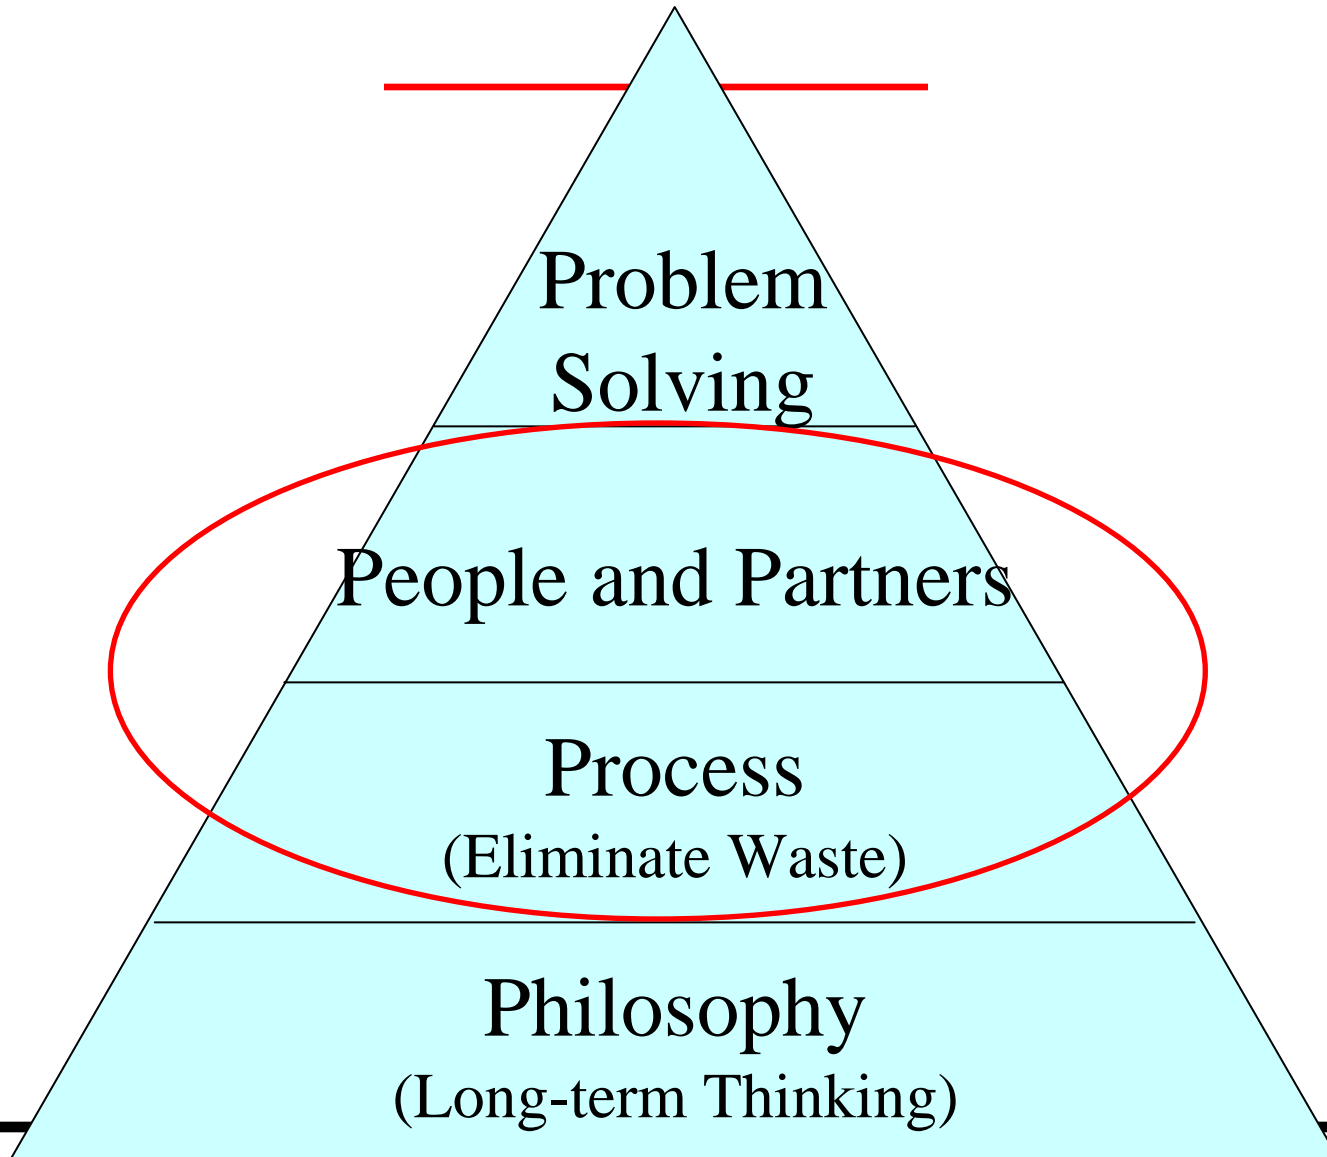 Problem
Solving
People and Partners
Process
(Eliminate Waste)
Philosophy
(Long-term Thinking)